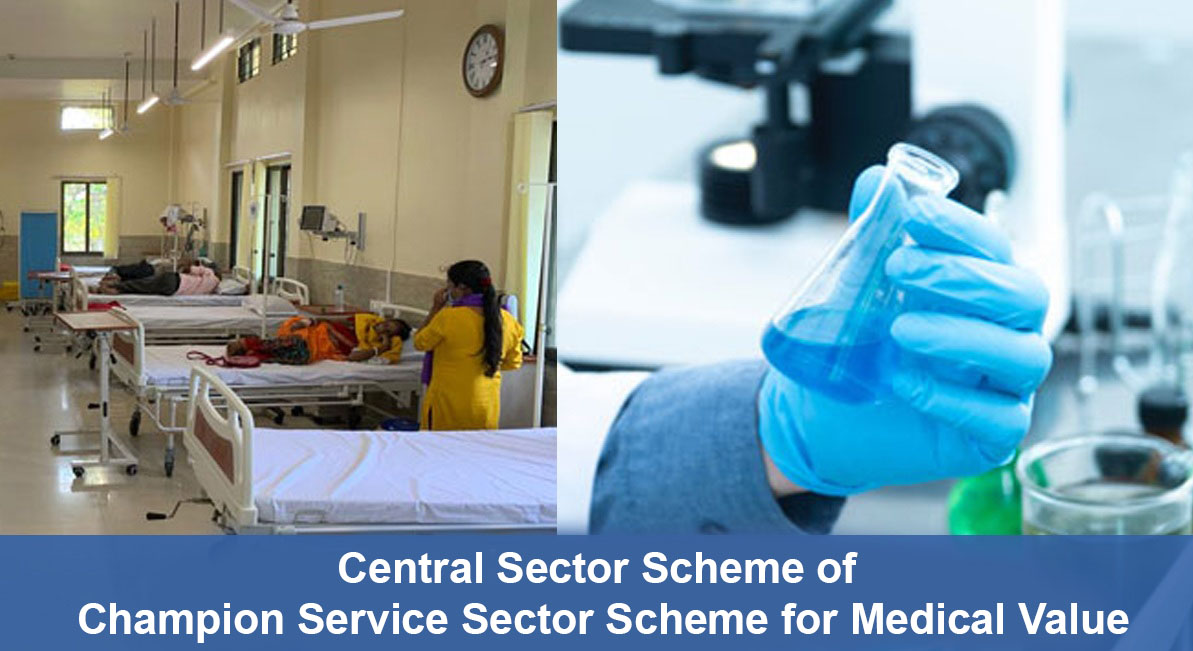 Central Sector Scheme of
Champion Service Sector Scheme for Medical Value